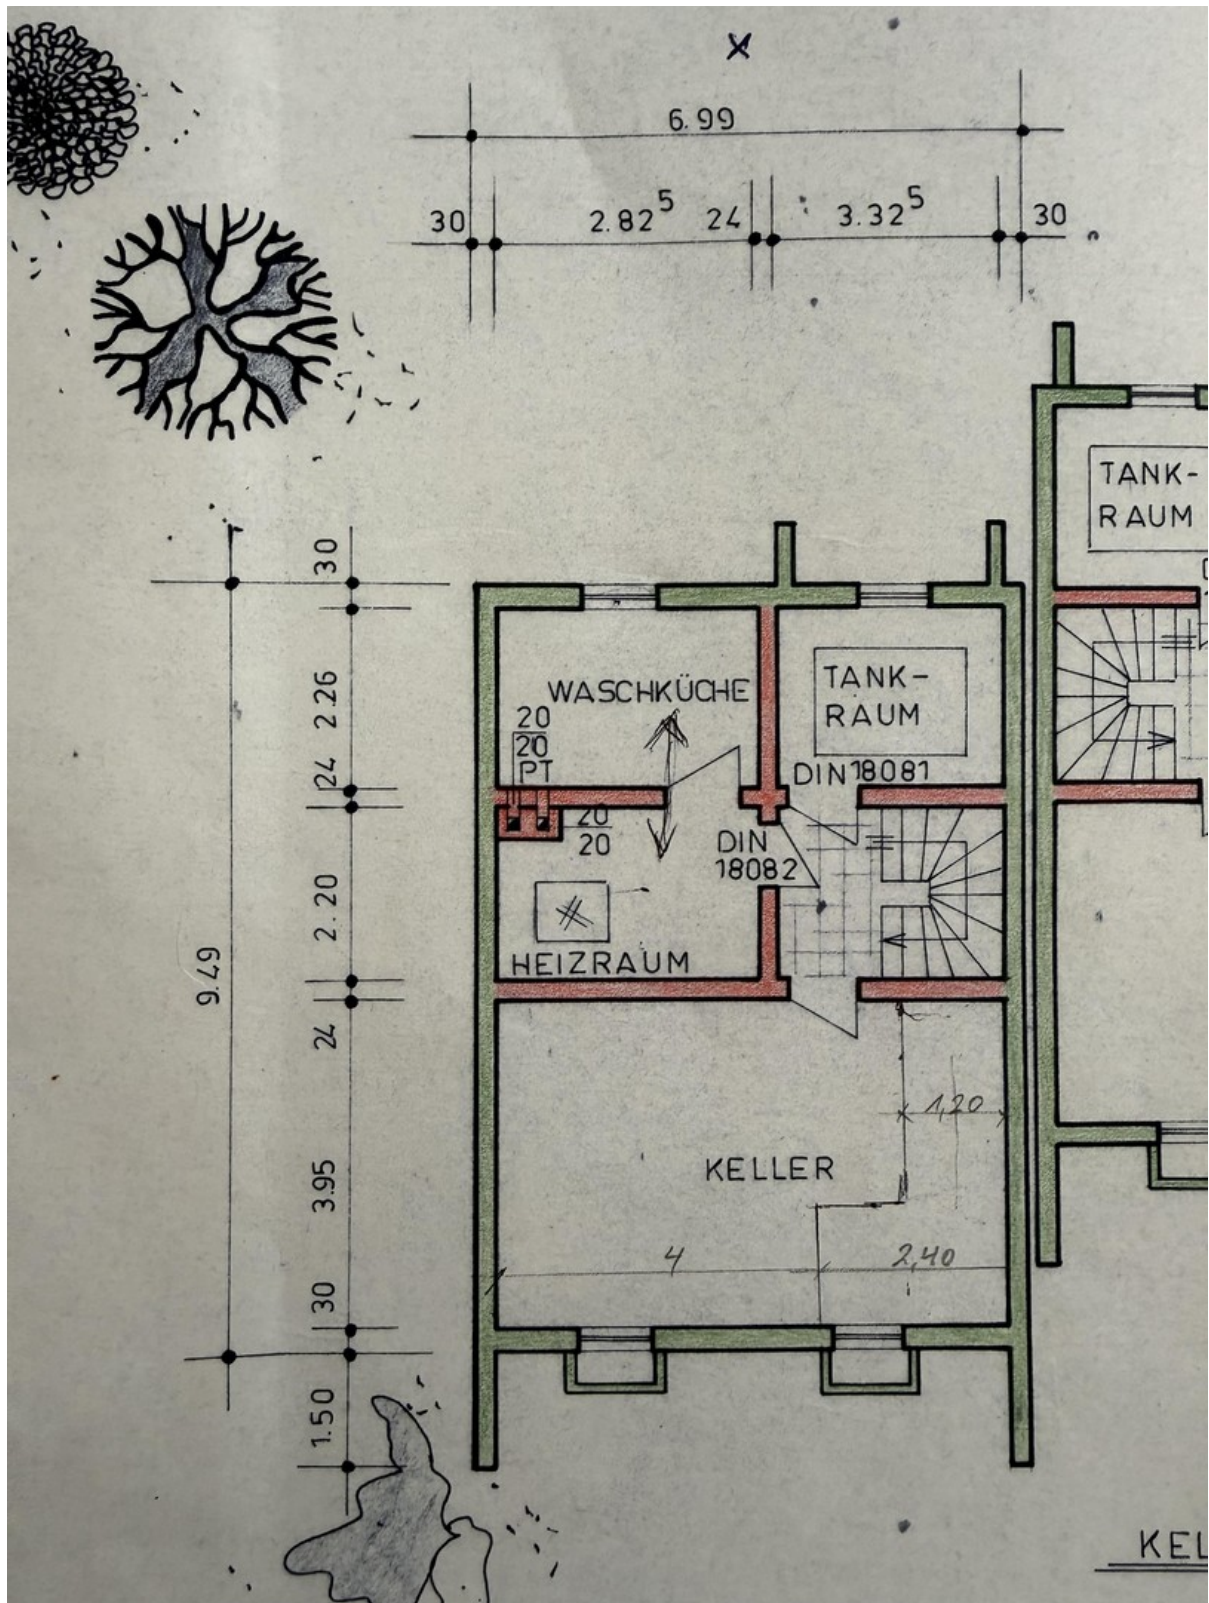 x
6.99
30 2.82⁵ 24 3.32⁵ 30
TANK-
RAUM
30
2.26
24
2.20
24
3.95
30
1.50
9.49
WASCHKÜCHE
TANK-
RAUM
20
20
PT
DIN 18081
20
20
DIN
18082
HEIZRAUM
1,20
KELLER
4 2,40
KEL